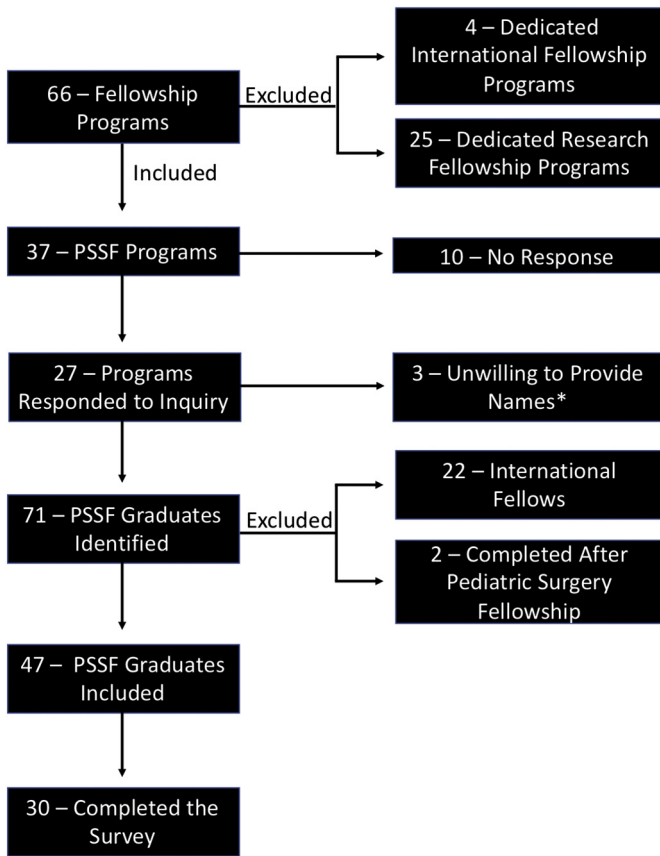 66 – Fellowship
Programs
Excluded
4 – Dedicated
International Fellowship
Programs
25 – Dedicated Research
Fellowship Programs
Included
37 – PSSF Programs
10 – No Response
27 – Programs
Responded to Inquiry
3 – Unwilling to Provide
Names*
71 – PSSF Graduates
Identified
Excluded
22 – International
Fellows
2 – Completed After
Pediatric Surgery
Fellowship
47 – PSSF Graduates
Included
30 – Completed the
Survey